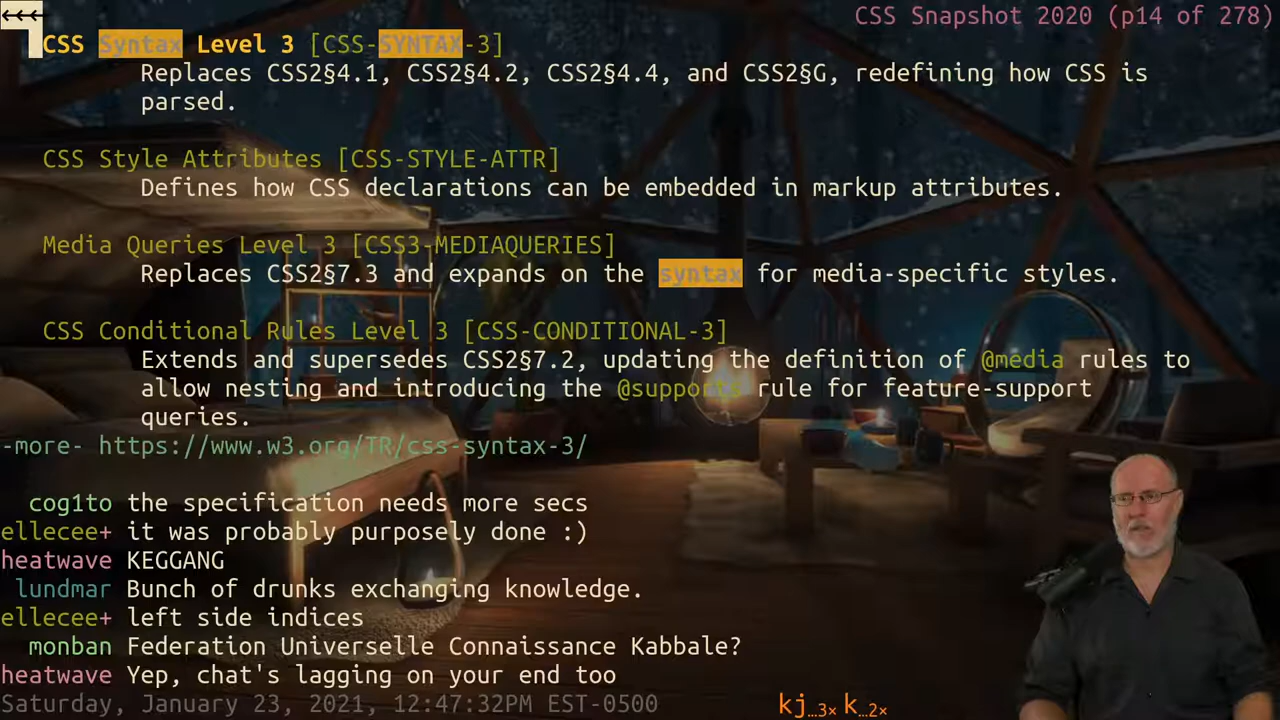 ←←← CSS Snapshot 2020 (p14 of 278)
CSS Syntax Level 3 [CSS-SYNTAX-3]
Replaces CSS2§4.1, CSS2§4.2, CSS2§4.4, and CSS2§G, redefining how CSS is
parsed.
CSS Style Attributes [CSS-STYLE-ATTR]
Defines how CSS declarations can be embedded in markup attributes.
Media Queries Level 3 [CSS3-MEDIAQUERIES]
Replaces CSS2§7.3 and expands on the syntax for media-specific styles.
CSS Conditional Rules Level 3 [CSS-CONDITIONAL-3]
Extends and supersedes CSS2§7.2, updating the definition of @media rules to
allow nesting and introducing the @supports rule for feature-support
queries.
-more- https://www.w3.org/TR/css-syntax-3/
cog1to the specification needs more secs
ellecee+ it was probably purposely done :)
heatwave KEGGANG
lundmar Bunch of drunks exchanging knowledge.
ellecee+ left side indices
monban Federation Universelle Connaissance Kabbale?
heatwave Yep, chat's lagging on your end too
Saturday, January 23, 2021, 12:47:32PM EST-0500 kj…3× k…2×